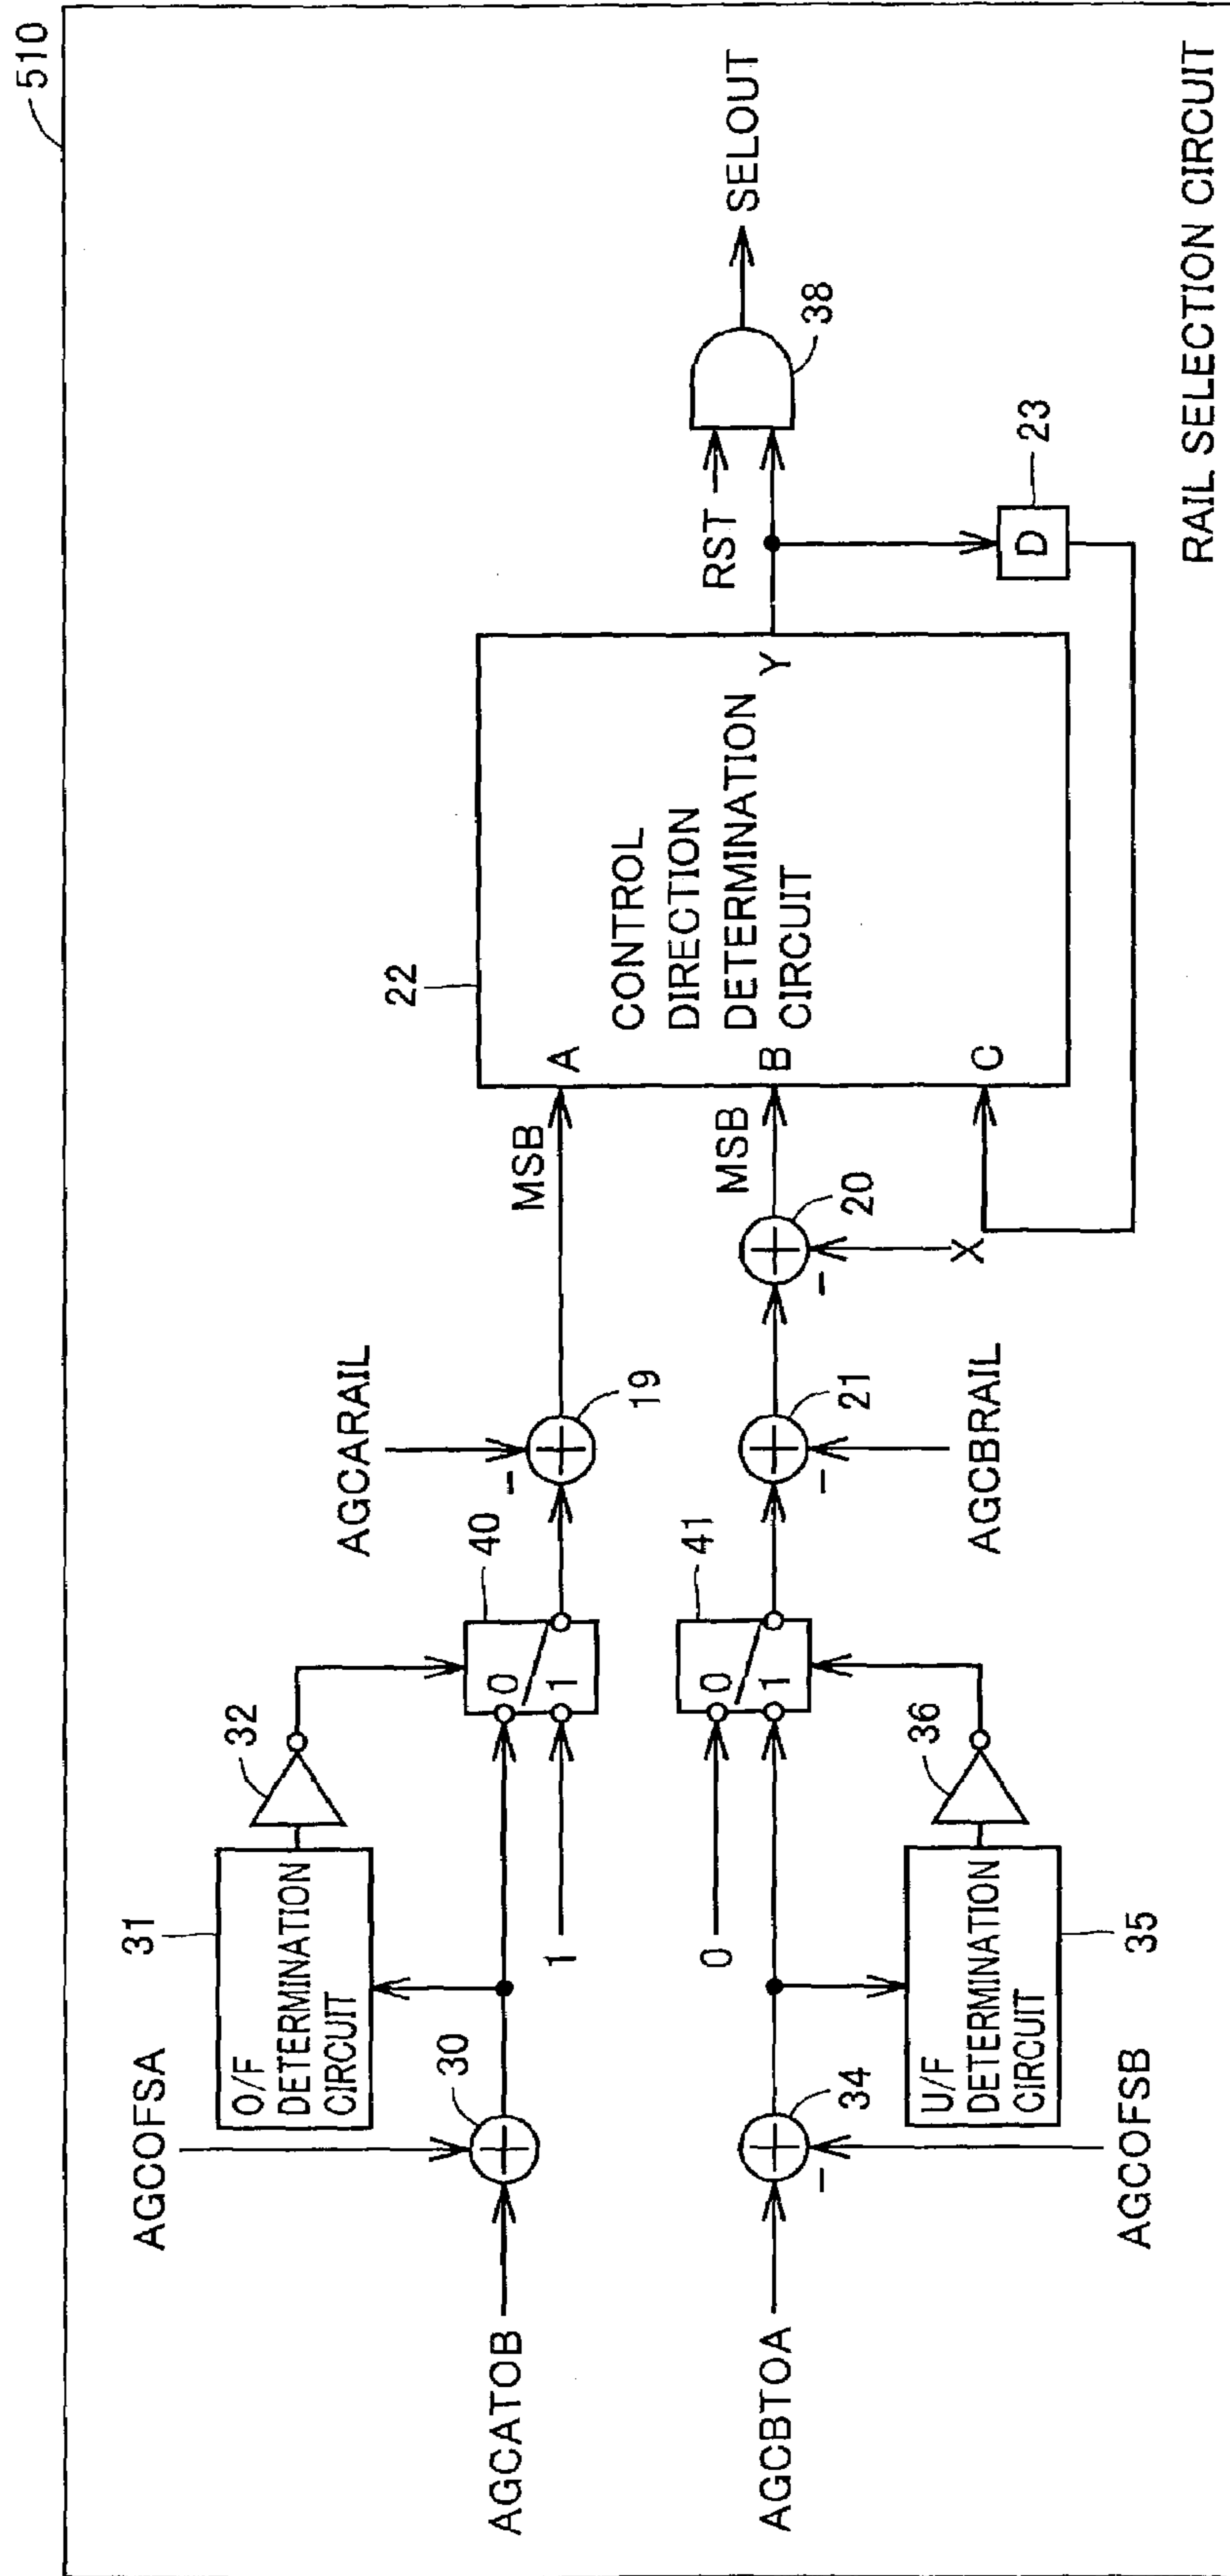 510
AGCOFSA
31
O/F
DETERMINATION
CIRCUIT
32
AGCARAIL
AGCATOB
30
1
40
0
1
-
19
MSB
22
A
CONTROL
DIRECTION
DETERMINATION
CIRCUIT
B
C
Y
RST
38
SELOUT
D
23
AGCBTOA
34
-
0
41
0
1
-
21
-
20
MSB
X
AGCOFSB
U/F
DETERMINATION
CIRCUIT
35
36
AGCBRAIL
RAIL SELECTION CIRCUIT